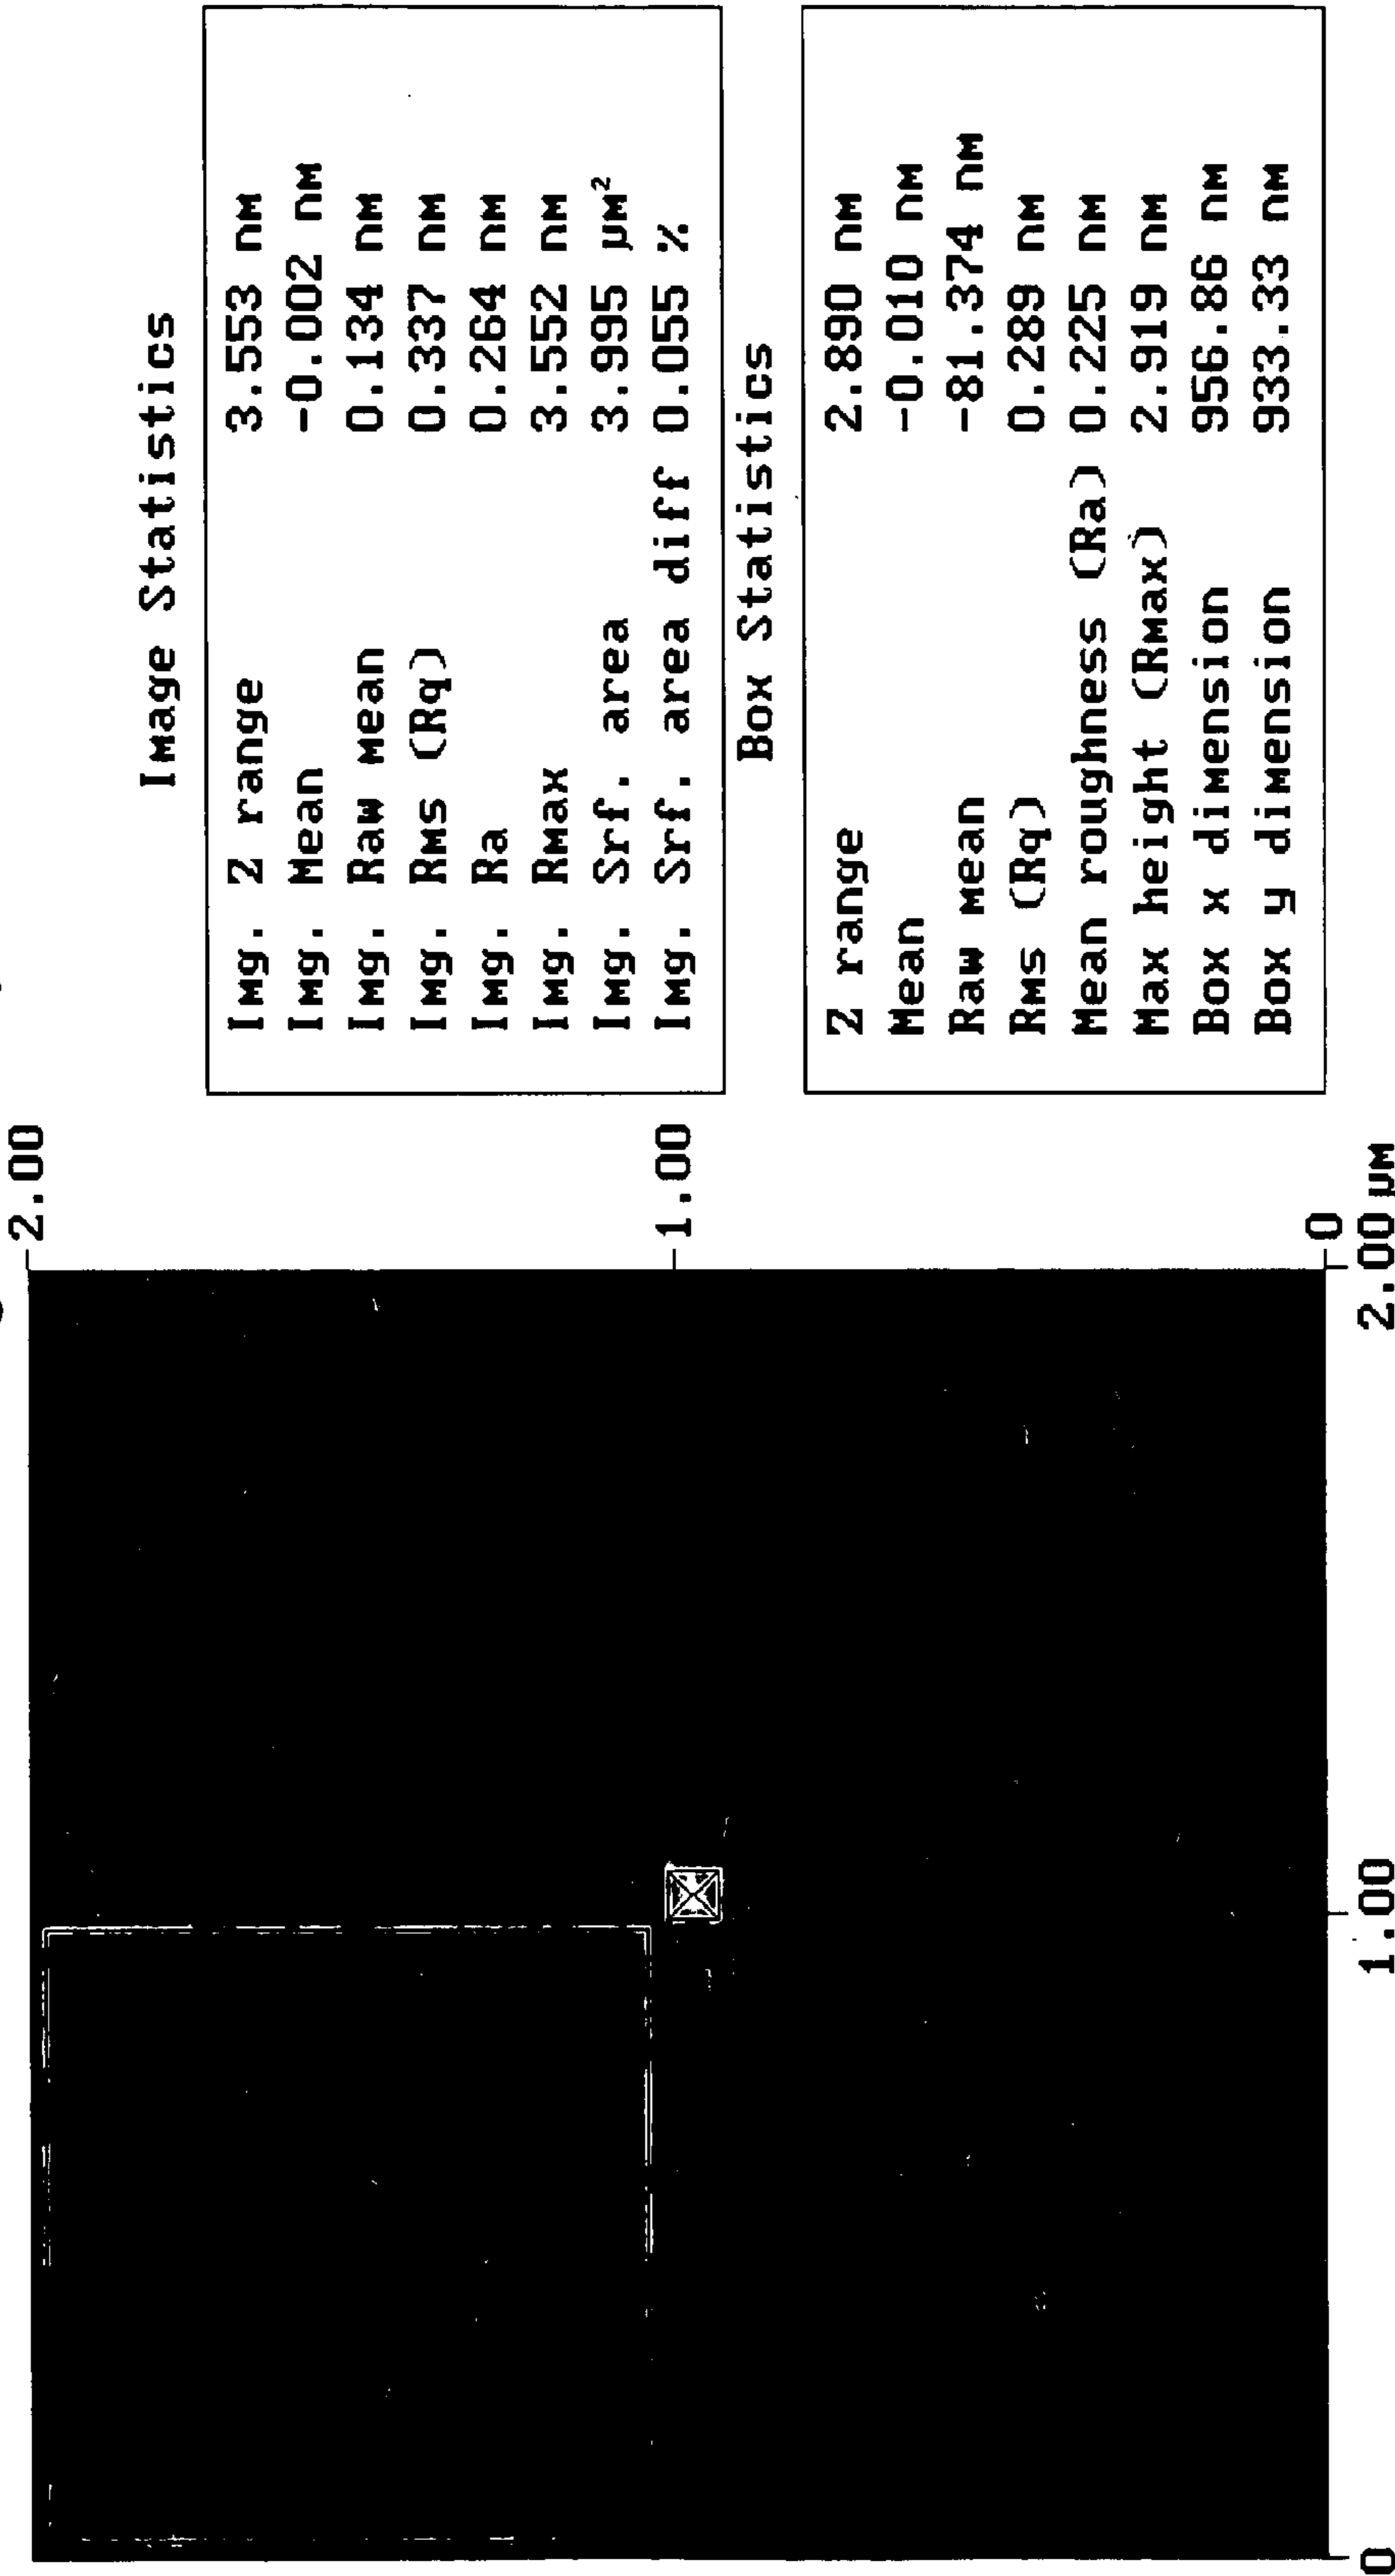 Image Statistics
Img. Z range 3.553 nm
Img. Mean -0.002 nm
Img. Raw mean 0.134 nm
Img. Rms (Rq) 0.337 nm
Img. Ra 0.264 nm
Img. Rmax 3.552 nm
Img. Srf. area 3.995 µm²
Img. Srf. area diff 0.055 %
Box Statistics
Z range 2.890 nm
Mean -0.010 nm
Raw mean -81.374 nm
Rms (Rq) 0.289 nm
Mean roughness (Ra) 0.225 nm
Max height (Rmax) 2.919 nm
Box x dimension 956.86 nm
Box y dimension 933.33 nm
2.00
1.00
0
0
1.00
2.00 µm